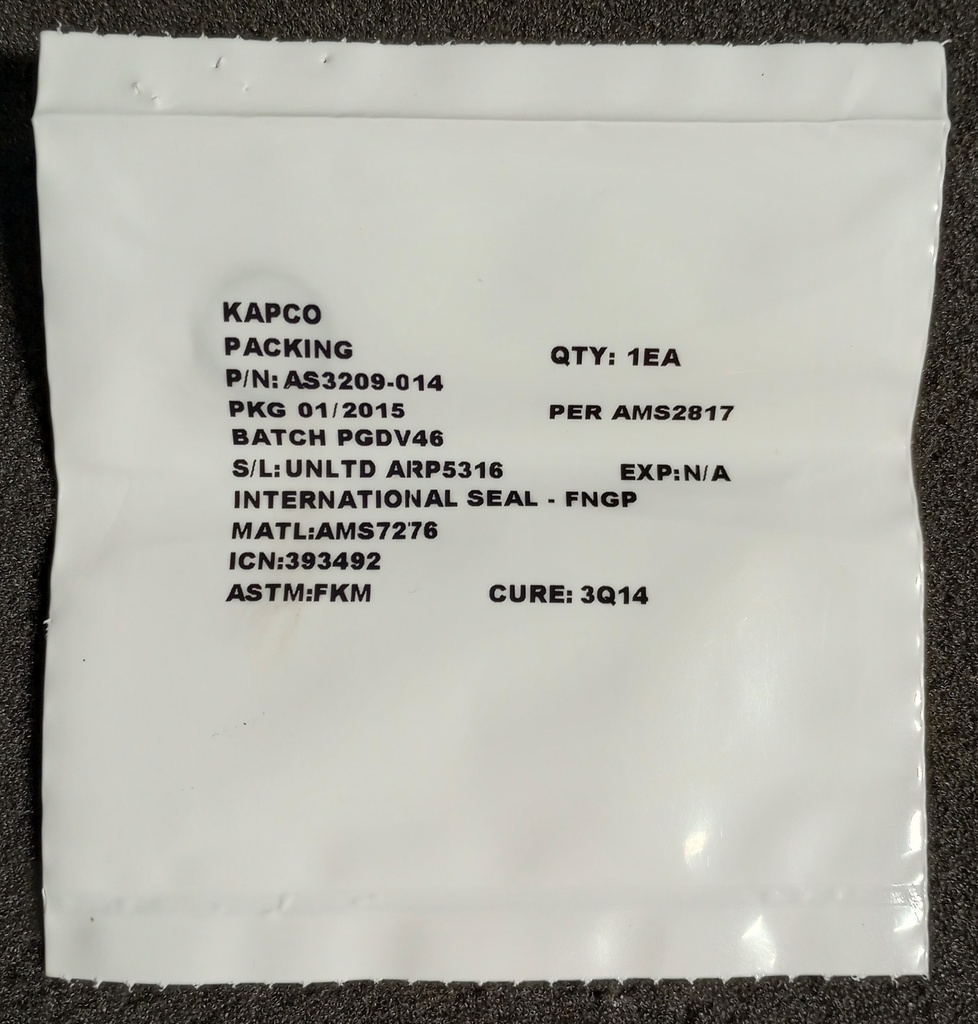 KAPCO
PACKING QTY: 1EA
P/N: AS3209-014
PKG 01/2015 PER AMS2817
BATCH PGDV46
S/L: UNLTD ARP5316 EXP: N/A
INTERNATIONAL SEAL - FNGP
MATL:AMS7276
ICN:393492
ASTM:FKM CURE: 3Q14